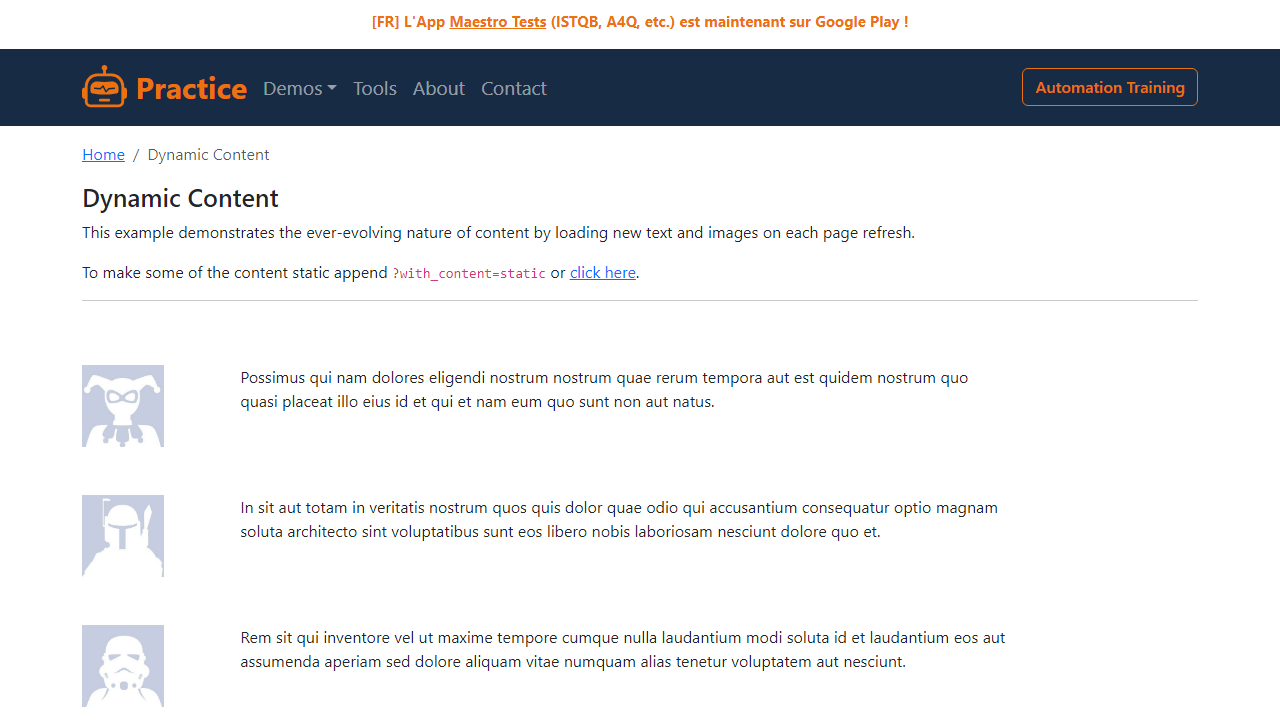 [FR] L'App Maestro Tests (ISTQB, A4Q, etc.) est maintenant sur Google Play !
Practice Demos Tools About Contact Automation Training
Home / Dynamic Content
Dynamic Content
This example demonstrates the ever-evolving nature of content by loading new text and images on each page refresh.
To make some of the content static append ?with_content=static or click here.
Possimus qui nam dolores eligendi nostrum nostrum quae rerum tempora aut est quidem nostrum quo
quasi placeat illo eius id et qui et nam eum quo sunt non aut natus.
In sit aut totam in veritatis nostrum quos quis dolor quae odio qui accusantium consequatur optio magnam
soluta architecto sint voluptatibus sunt eos libero nobis laboriosam nesciunt dolore quo et.
Rem sit qui inventore vel ut maxime tempore cumque nulla laudantium modi soluta id et laudantium eos aut
assumenda aperiam sed dolore aliquam vitae numquam alias tenetur voluptatem aut nesciunt.